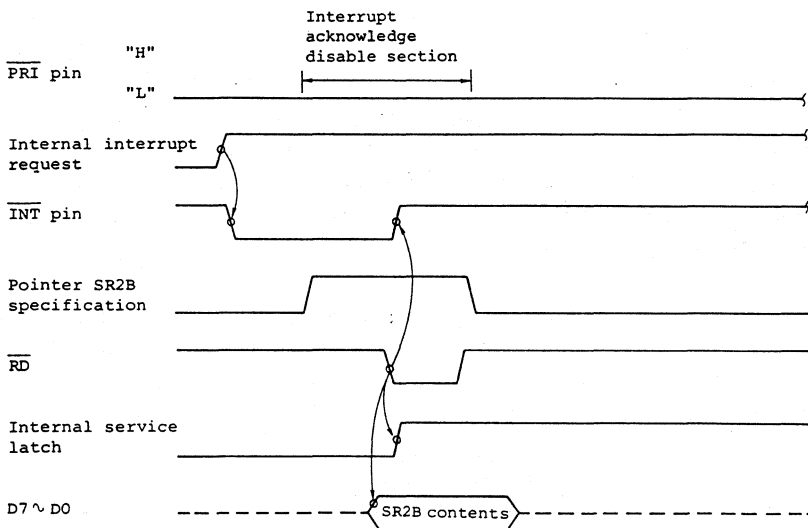 Interrupt
acknowledge
disable section
"H"
PRI pin
"L"
Internal interrupt
request
INT pin
Pointer SR2B
specification
RD
Internal service
latch
D7 ~ D0
SR2B contents